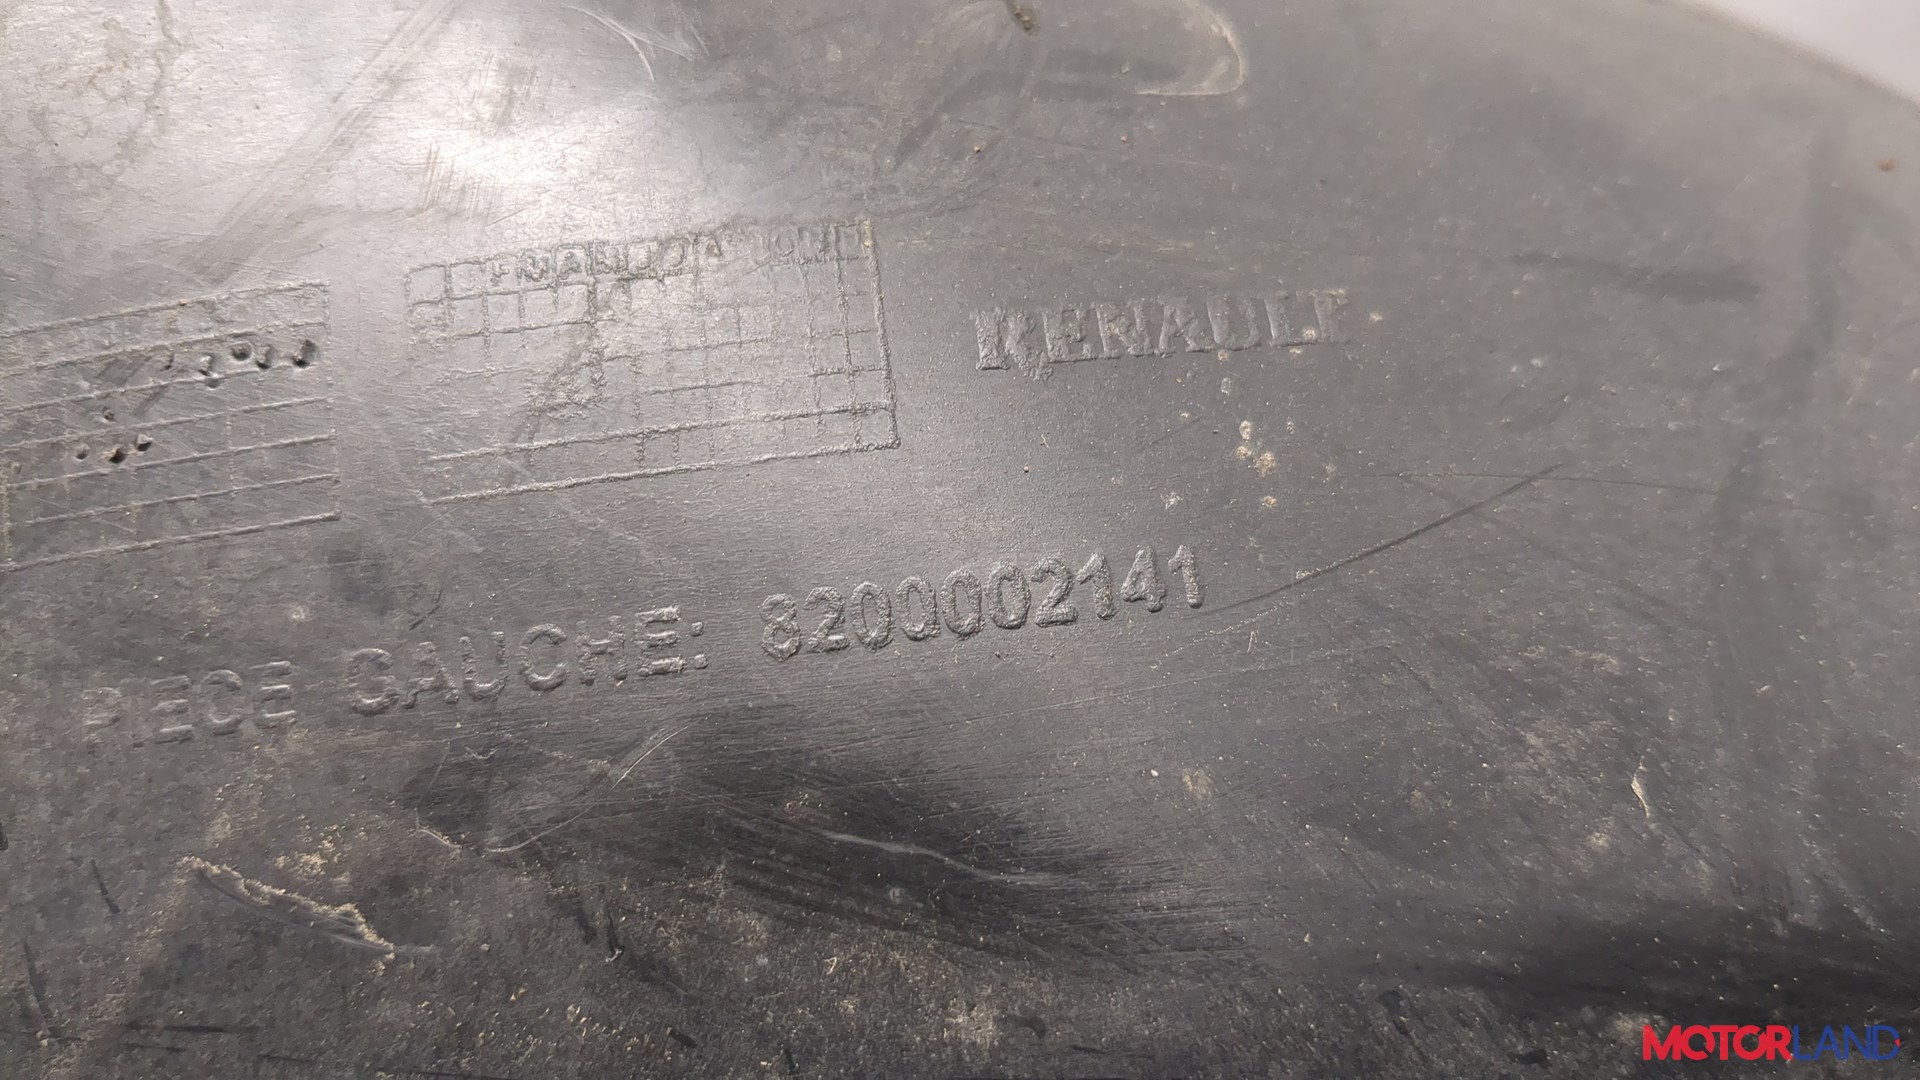 RENAULT
PIECE GAUCHE: 8200002141
MOTORLAND